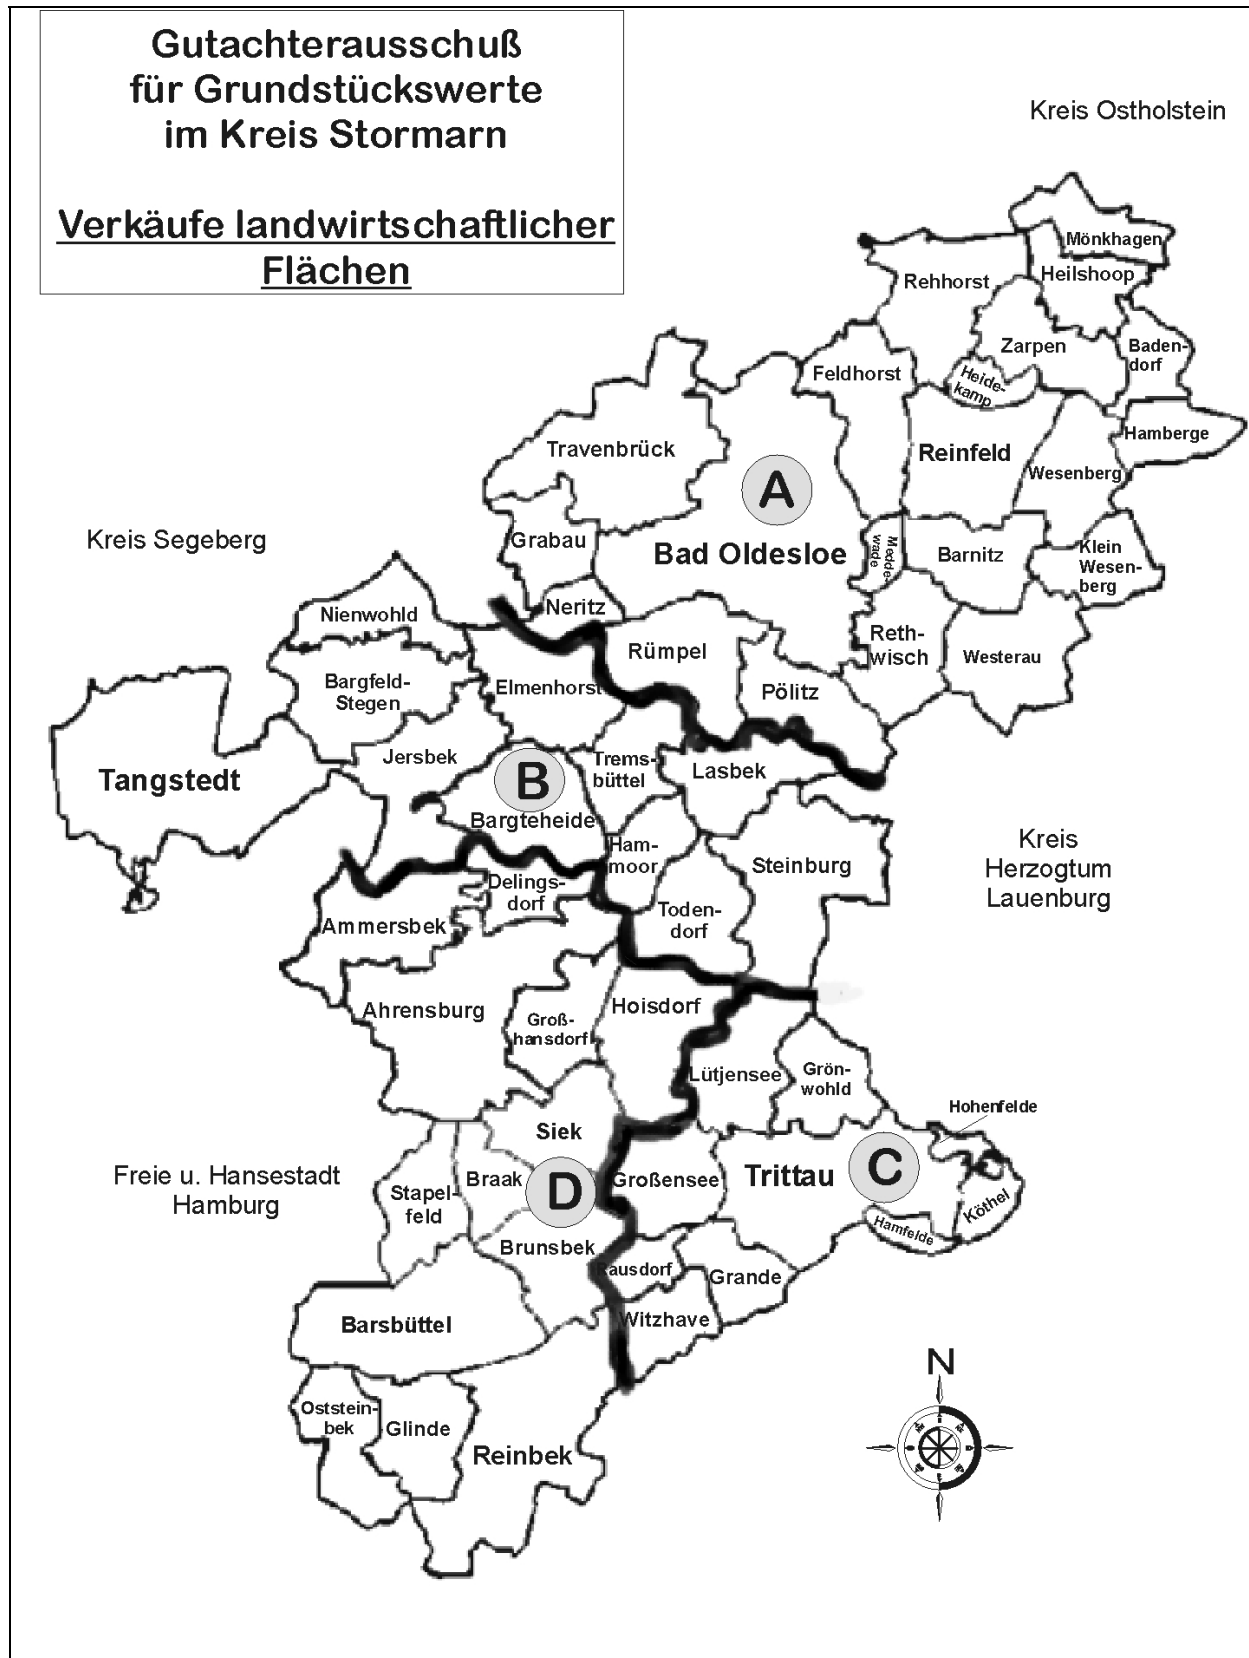 Gutachterausschuß
für Grundstückswerte
im Kreis Stormarn
Verkäufe landwirtschaftlicher
Flächen
Kreis Ostholstein
Mönkhagen
Heilshoop
Rehhorst
Zarpen
Baden-
dorf
Feldhorst
Heide-
kamp
Hamberge
Travenbrück
Reinfeld
Wesenberg
A
Grabau
Bad Oldesloe
Medde-
wade
Barnitz
Klein
Wesen-
berg
Kreis Segeberg
Neritz
Nienwohld
Rümpel
Reth-
wisch
Westerau
Bargfeld-
Stegen
Elmenhorst
Pölitz
Jersbek
Trems-
büttel
Lasbek
Tangstedt
B
Bargteheide
Ham-
moor
Steinburg
Kreis
Herzogtum
Lauenburg
Delings-
dorf
Ammersbek
Toden-
dorf
Ahrensburg
Groß-
hansdorf
Hoisdorf
Lütjensee
Grön-
wohld
Hohenfelde
Siek
Freie u. Hansestadt
Hamburg
Stapel-
feld
Braak
D
Großensee
Trittau
C
Köthel
Hamfelde
Brunsbek
Rausdorf
Grande
Barsbüttel
Witzhave
N
Oststein-
bek
Glinde
Reinbek